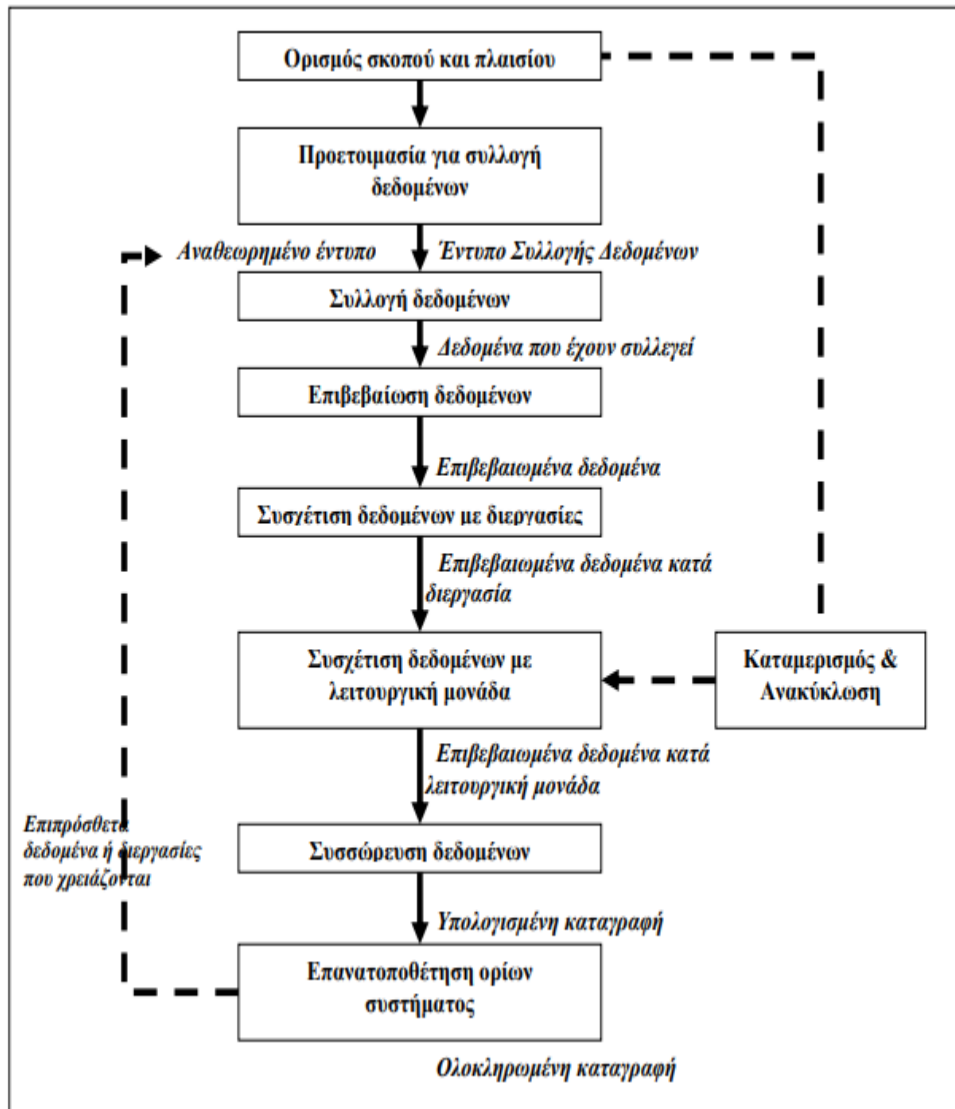 Ορισμός σκοπού και πλαισίου
Προετοιμασία για συλλογή
δεδομένων
Αναθεωρημένο έντυπο
Έντυπο Συλλογής Δεδομένων
Συλλογή δεδομένων
Δεδομένα που έχουν συλλεγεί
Επιβεβαίωση δεδομένων
Επιβεβαιωμένα δεδομένα
Συσχέτιση δεδομένων με διεργασίες
Επιβεβαιωμένα δεδομένα κατά
διεργασία
Συσχέτιση δεδομένων με
λειτουργική μονάδα
Καταμερισμός &
Ανακύκλωση
Επιβεβαιωμένα δεδομένα κατά
λειτουργική μονάδα
Επιπρόσθετα
δεδομένα ή διεργασίες
που χρειάζονται
Συσσώρευση δεδομένων
Υπολογισμένη καταγραφή
Επανατοποθέτηση ορίων
συστήματος
Ολοκληρωμένη καταγραφή